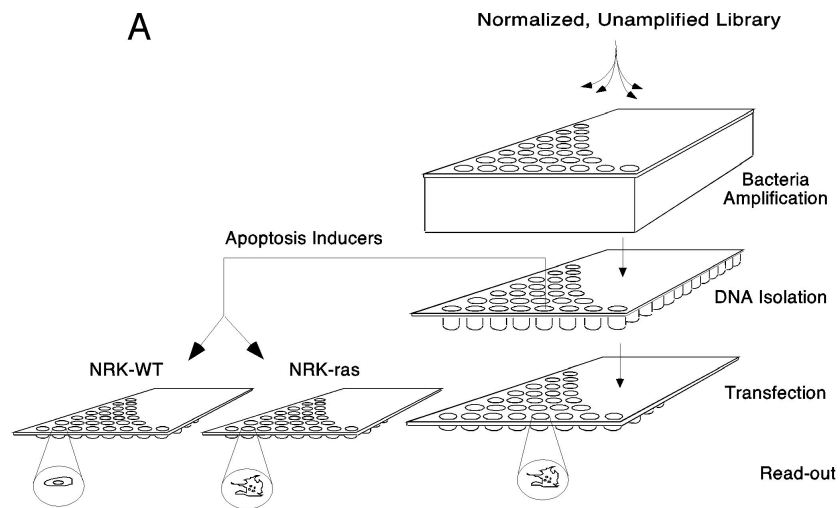 A
Normalized, Unamplified Library
Bacteria
Amplification
Apoptosis Inducers
DNA Isolation
NRK-WT
NRK-ras
Transfection
Read-out